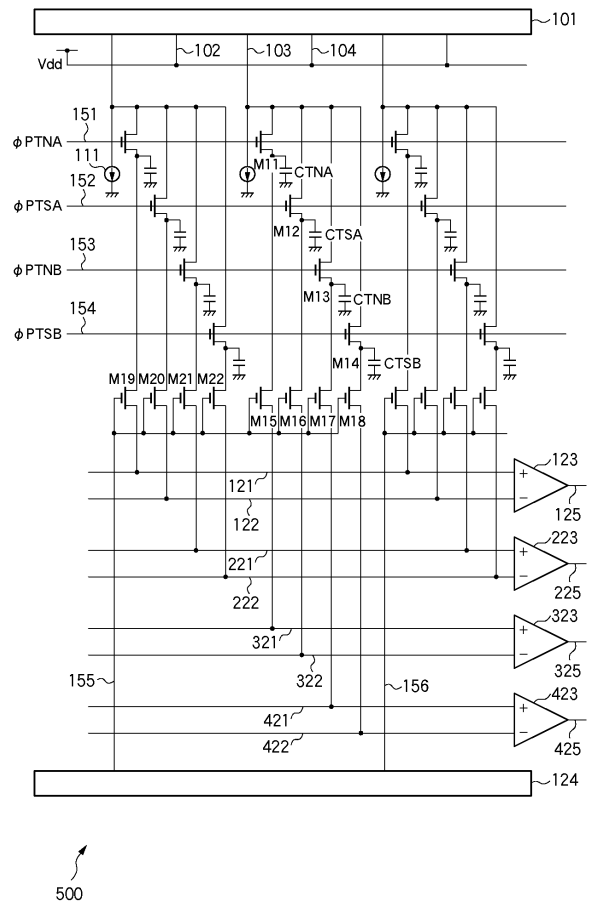 101
102
103
104
Vdd
151
φPTNA
111
M11
CTNA
152
φPTSA
M12
CTSA
153
φPTNB
M13
CTNB
154
φPTSB
M14
CTSB
M19 M20 M21 M22
M15 M16 M17 M18
123
121
+
−
122
125
223
221
+
−
222
225
323
321
+
−
322
325
155
156
423
421
+
−
422
425
124
500